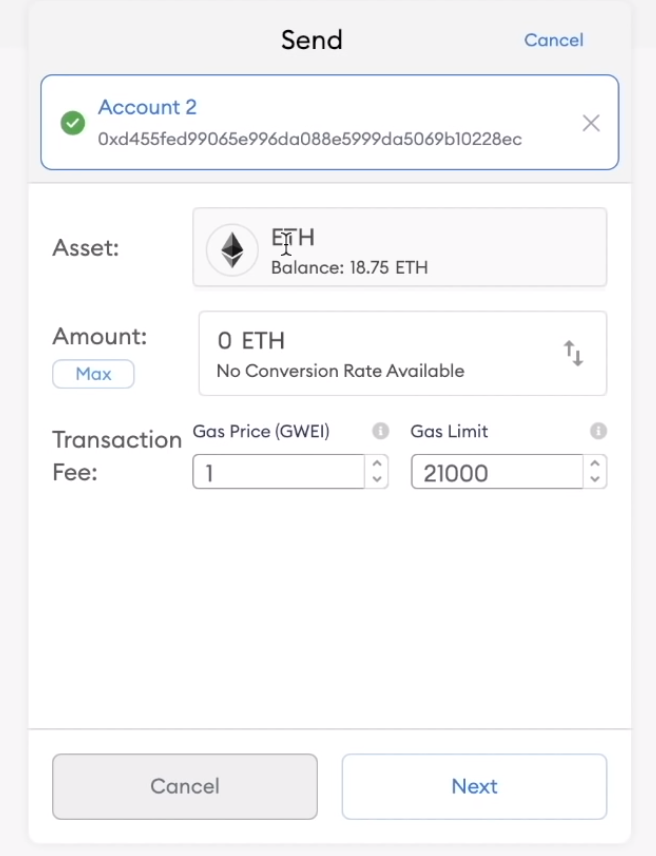 Send
Cancel
Account 2
0xd455fed99065e996da088e5999da5069b10228ec
Asset:
ETH
Balance: 18.75 ETH
Amount:
Max
0 ETH
No Conversion Rate Available
Transaction
Fee:
Gas Price (GWEI)
1
Gas Limit
21000
Cancel
Next